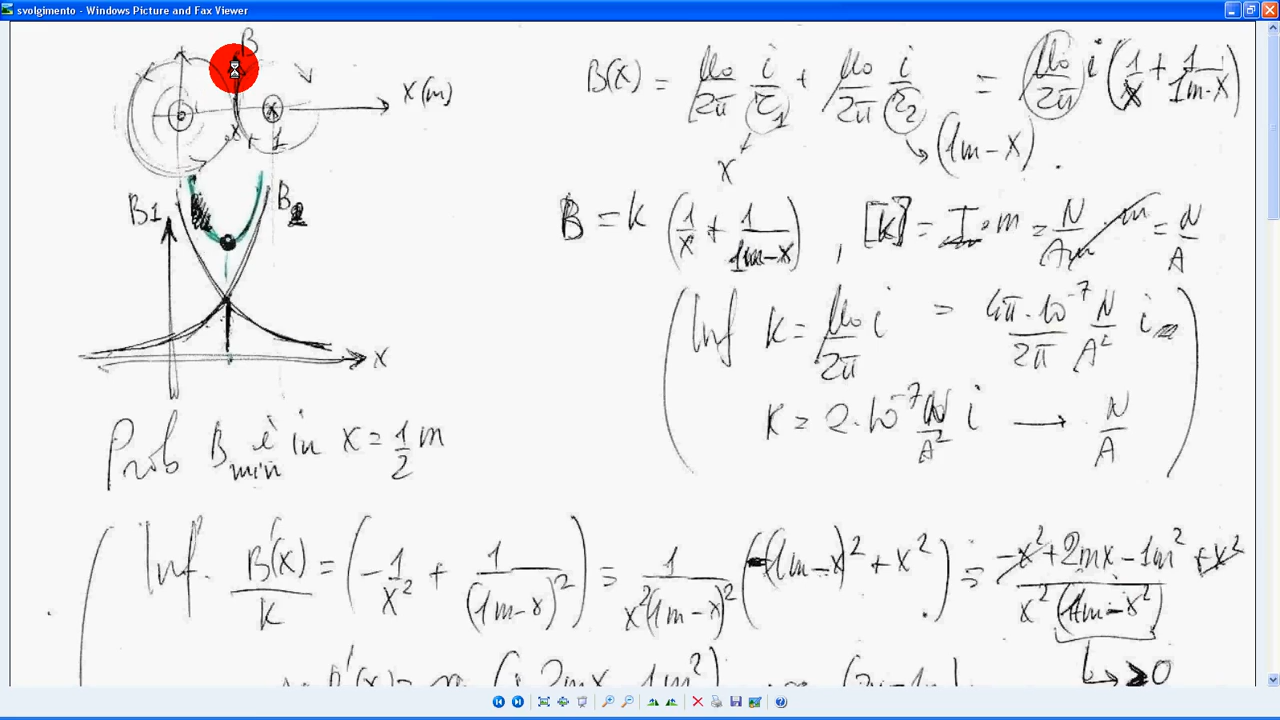 svolgimento - Windows Picture and Fax Viewer
B
x(m)
x 1
B(x) = μ₀/2π i/r₁ + μ₀/2π i/r₂ = μ₀/2π i (1/x + 1/(1m-x))
x (1m-x).
B1 B2
B = k (1/x + 1/(1m-x)), [k] = T·m = N/Am · m = N/A
x
(Inf k = μ₀i/2π = 4π·10⁻⁷/2π N/A² i
k = 2·10⁻⁷ N/A² i → N/A)
Prob B min è in x = 1/2 m
(Inf. B'(x)/k = (-1/x² + 1/(1m-x)²) = 1/x²(1m-x)² (-(1m-x)² + x²) = -x²+2mx-1m²+x²/x²(1m-x²)
>0